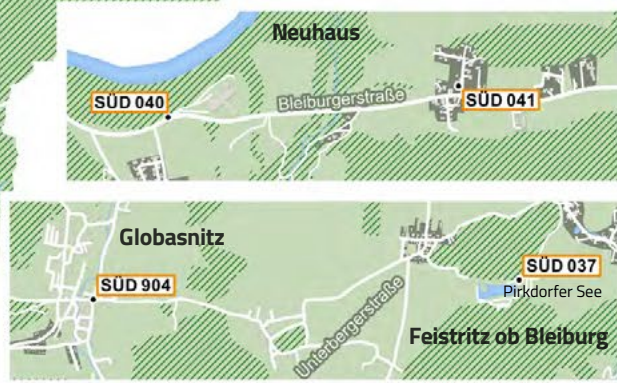 Neuhaus
SÜD 040
Bleiburgerstraße
SÜD 041
Globasnitz
SÜD 904
Unterbergerstraße
SÜD 037
Pirkdorfer See
Feistritz ob Bleiburg